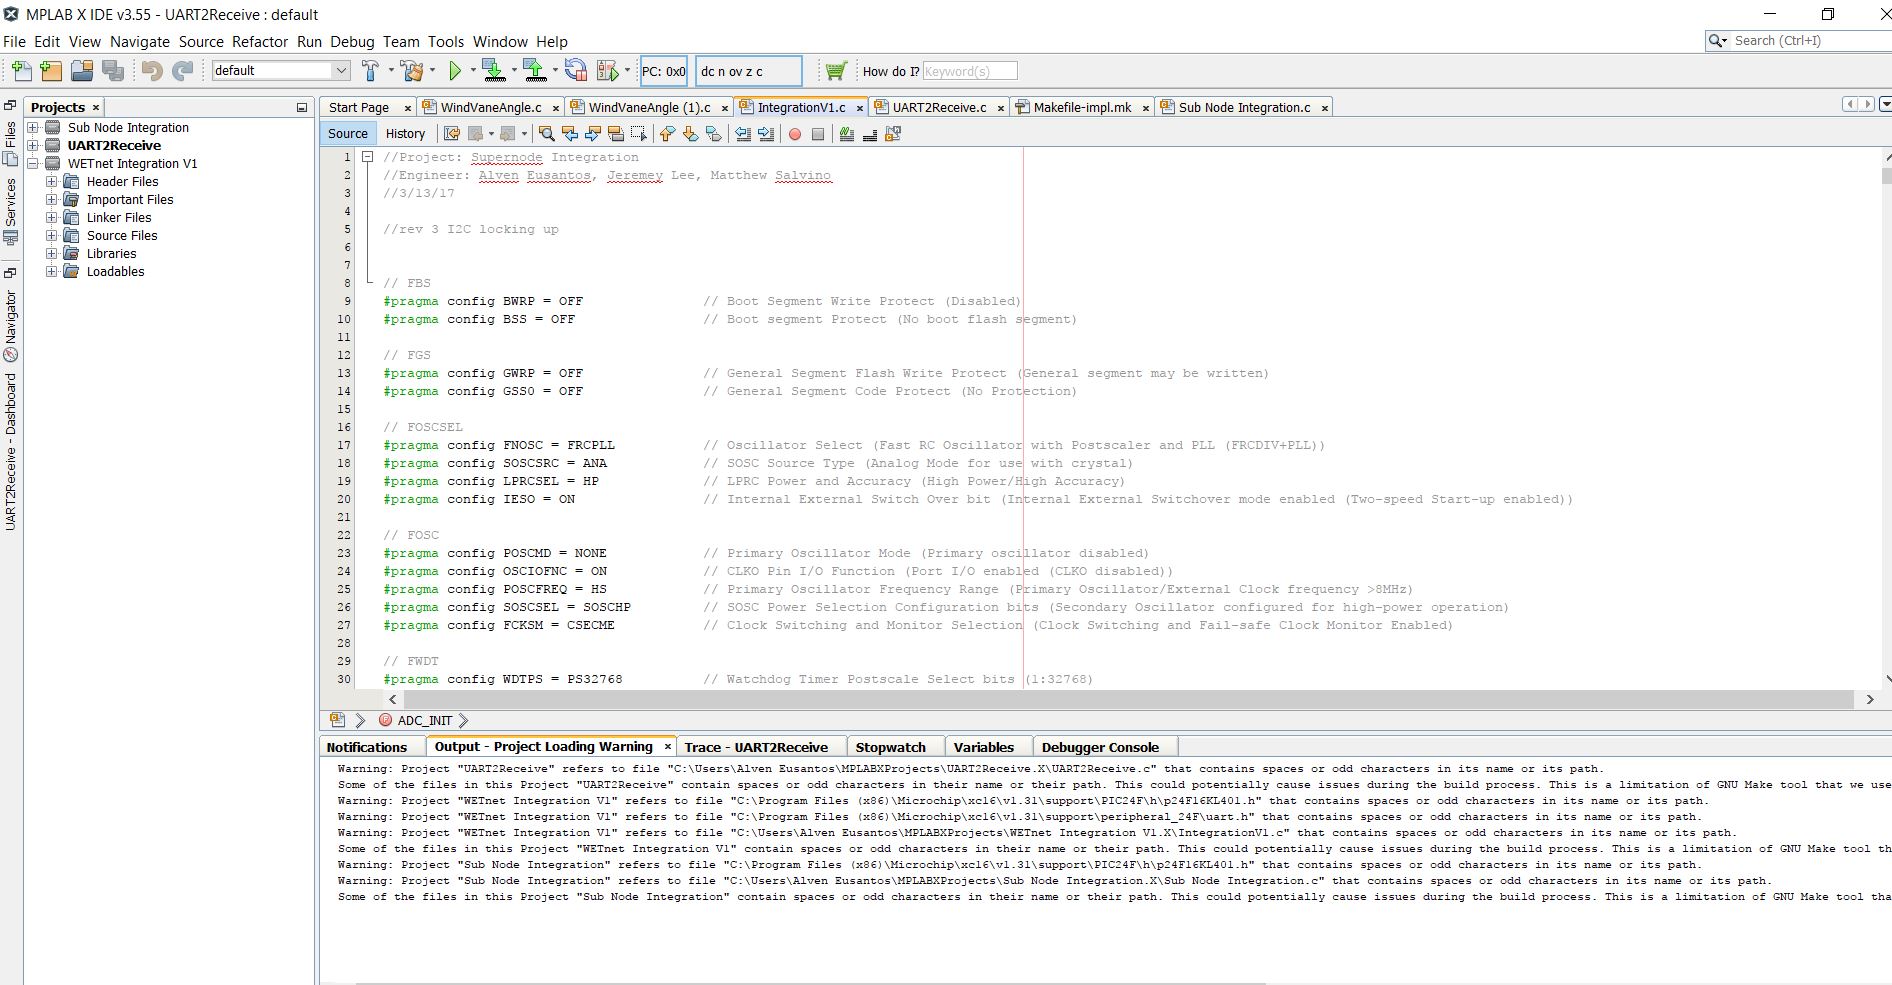 MPLAB X IDE v3.55 - UART2Receive : default
File Edit View Navigate Source Refactor Run Debug Team Tools Window Help
Search (Ctrl+I)
default
PC: 0x0
dc n ov z c
How do I?
Keyword(s)
Projects
Files
Services
Navigator
UART2Receive - Dashboard
Sub Node Integration
UART2Receive
WETnet Integration V1
Header Files
Important Files
Linker Files
Source Files
Libraries
Loadables
Start Page
WindVaneAngle.c
WindVaneAngle (1).c
IntegrationV1.c
UART2Receive.c
Makefile-impl.mk
Sub Node Integration.c
Source
History
1 //Project: Supernode Integration
2 //Engineer: Alven Eusantos, Jeremey Lee, Matthew Salvino
3 //3/13/17
4
5 //rev 3 I2C locking up
6
7
8 // FBS
9 #pragma config BWRP = OFF // Boot Segment Write Protect (Disabled)
10 #pragma config BSS = OFF // Boot segment Protect (No boot flash segment)
11
12 // FGS
13 #pragma config GWRP = OFF // General Segment Flash Write Protect (General segment may be written)
14 #pragma config GSS0 = OFF // General Segment Code Protect (No Protection)
15
16 // FOSCSEL
17 #pragma config FNOSC = FRCPLL // Oscillator Select (Fast RC Oscillator with Postscaler and PLL (FRCDIV+PLL))
18 #pragma config SOSCSRC = ANA // SOSC Source Type (Analog Mode for use with crystal)
19 #pragma config LPRCSEL = HP // LPRC Power and Accuracy (High Power/High Accuracy)
20 #pragma config IESO = ON // Internal External Switch Over bit (Internal External Switchover mode enabled (Two-speed Start-up enabled))
21
22 // FOSC
23 #pragma config POSCMD = NONE // Primary Oscillator Mode (Primary oscillator disabled)
24 #pragma config OSCIOFNC = ON // CLKO Pin I/O Function (Port I/O enabled (CLKO disabled))
25 #pragma config POSCFREQ = HS // Primary Oscillator Frequency Range (Primary Oscillator/External Clock frequency >8MHz)
26 #pragma config SOSCSEL = SOSCHP // SOSC Power Selection Configuration bits (Secondary Oscillator configured for high-power operation)
27 #pragma config FCKSM = CSECME // Clock Switching and Monitor Selection (Clock Switching and Fail-safe Clock Monitor Enabled)
28
29 // FWDT
30 #pragma config WDTPS = PS32768 // Watchdog Timer Postscale Select bits (1:32768)
ADC_INIT
Notifications
Output - Project Loading Warning
Trace - UART2Receive
Stopwatch
Variables
Debugger Console
Warning: Project "UART2Receive" refers to file "C:\Users\Alven Eusantos\MPLABXProjects\UART2Receive.X\UART2Receive.c" that contains spaces or odd characters in its name or its path.
Some of the files in this Project "UART2Receive" contain spaces or odd characters in their name or their path. This could potentially cause issues during the build process. This is a limitation of GNU Make tool that we use
Warning: Project "WETnet Integration V1" refers to file "C:\Program Files (x86)\Microchip\xc16\v1.31\support\PIC24F\h\p24F16KL401.h" that contains spaces or odd characters in its name or its path.
Warning: Project "WETnet Integration V1" refers to file "C:\Program Files (x86)\Microchip\xc16\v1.31\support\peripheral_24F\uart.h" that contains spaces or odd characters in its name or its path.
Warning: Project "WETnet Integration V1" refers to file "C:\Users\Alven Eusantos\MPLABXProjects\WETnet Integration V1.X\IntegrationV1.c" that contains spaces or odd characters in its name or its path.
Some of the files in this Project "WETnet Integration V1" contain spaces or odd characters in their name or their path. This could potentially cause issues during the build process. This is a limitation of GNU Make tool th
Warning: Project "Sub Node Integration" refers to file "C:\Program Files (x86)\Microchip\xc16\v1.31\support\PIC24F\h\p24F16KL401.h" that contains spaces or odd characters in its name or its path.
Warning: Project "Sub Node Integration" refers to file "C:\Users\Alven Eusantos\MPLABXProjects\Sub Node Integration.X\Sub Node Integration.c" that contains spaces or odd characters in its name or its path.
Some of the files in this Project "Sub Node Integration" contain spaces or odd characters in their name or their path. This could potentially cause issues during the build process. This is a limitation of GNU Make tool tha